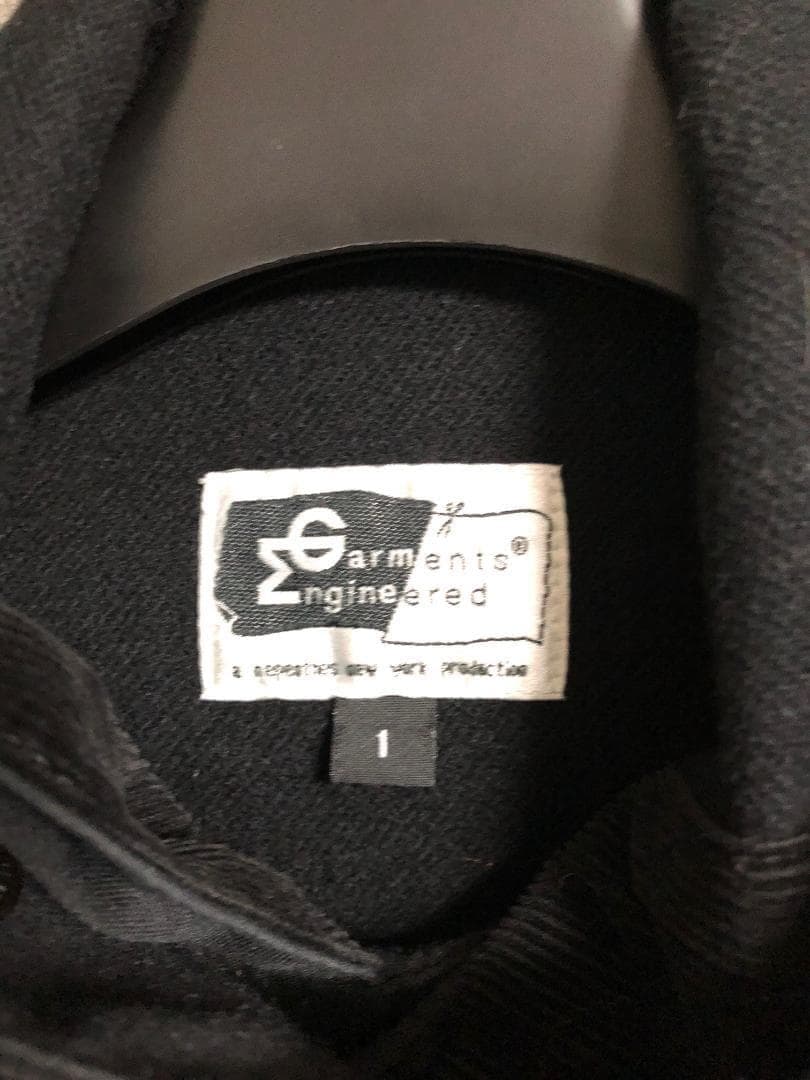 Garments®
Engineered
a nepenthes new york production
1